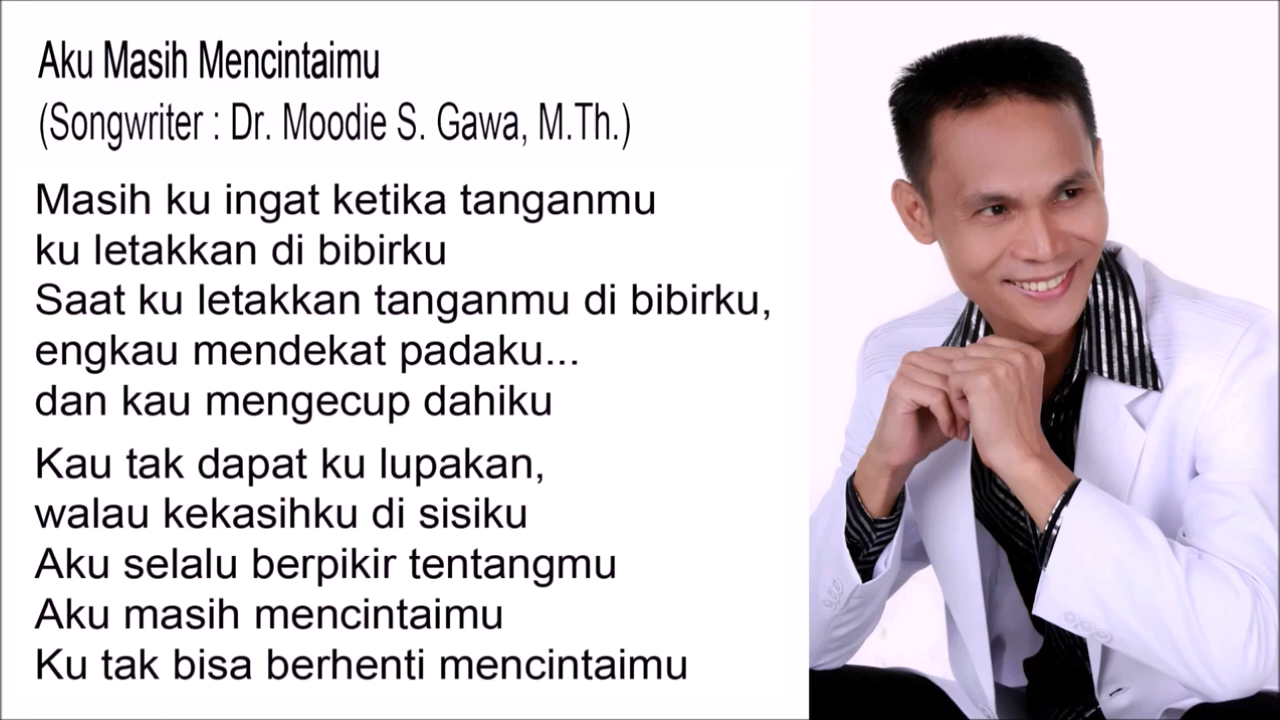 Aku Masih Mencintaimu
(Songwriter : Dr. Moodie S. Gawa, M.Th.)
Masih ku ingat ketika tanganmu
ku letakkan di bibirku
Saat ku letakkan tanganmu di bibirku,
engkau mendekat padaku...
dan kau mengecup dahiku
Kau tak dapat ku lupakan,
walau kekasihku di sisiku
Aku selalu berpikir tentangmu
Aku masih mencintaimu
Ku tak bisa berhenti mencintaimu